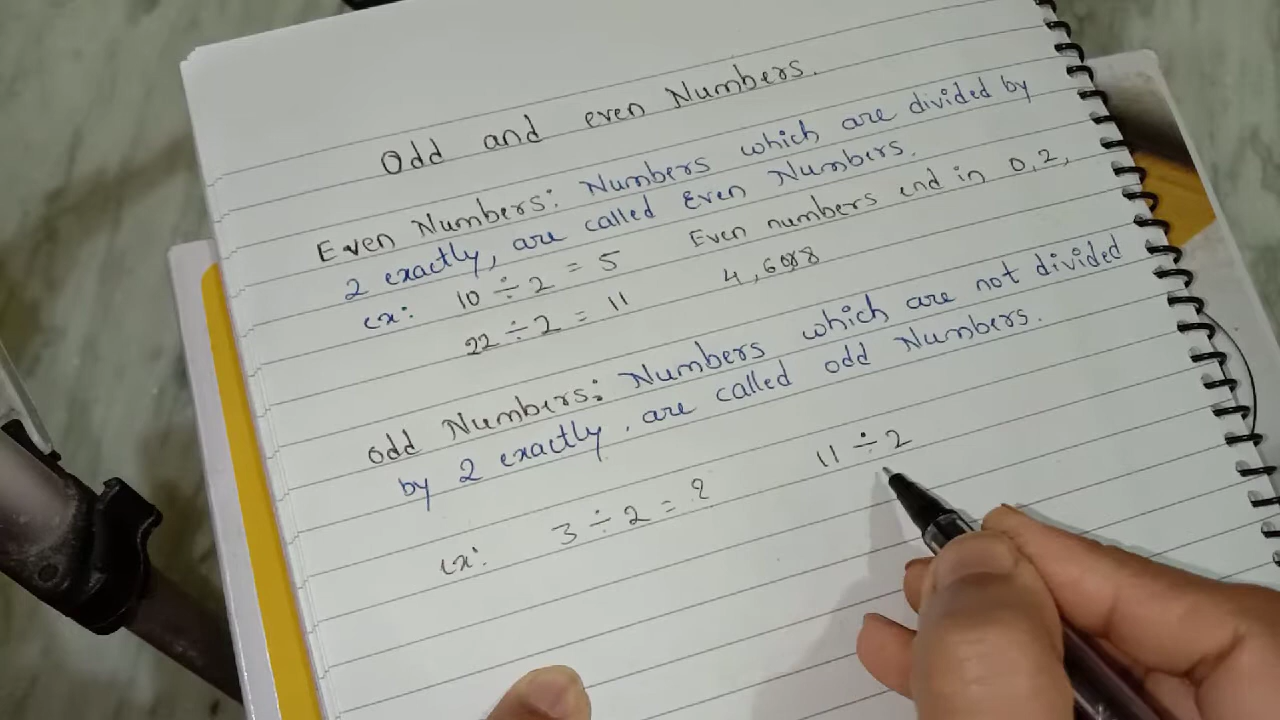 Odd and even Numbers.
Even Numbers: Numbers which are divided by
2 exactly, are called Even Numbers.
ex: 10 ÷ 2 = 5 Even numbers end in 0, 2,
22 ÷ 2 = 11 4, 6 or 8
odd Numbers: Numbers which are not divided
by 2 exactly, are called odd Numbers.
ex: 3 ÷ 2 = ? 11 ÷ 2